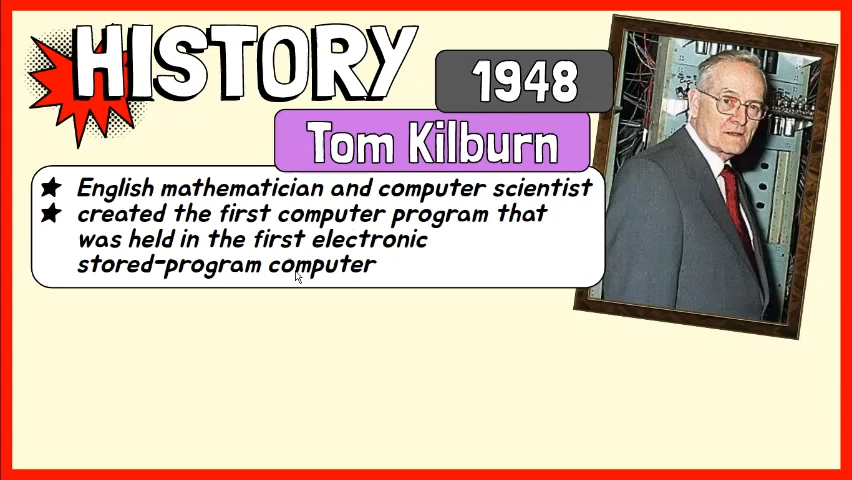 HISTORY
1948
Tom Kilburn
English mathematician and computer scientist
created the first computer program that
was held in the first electronic
stored-program computer